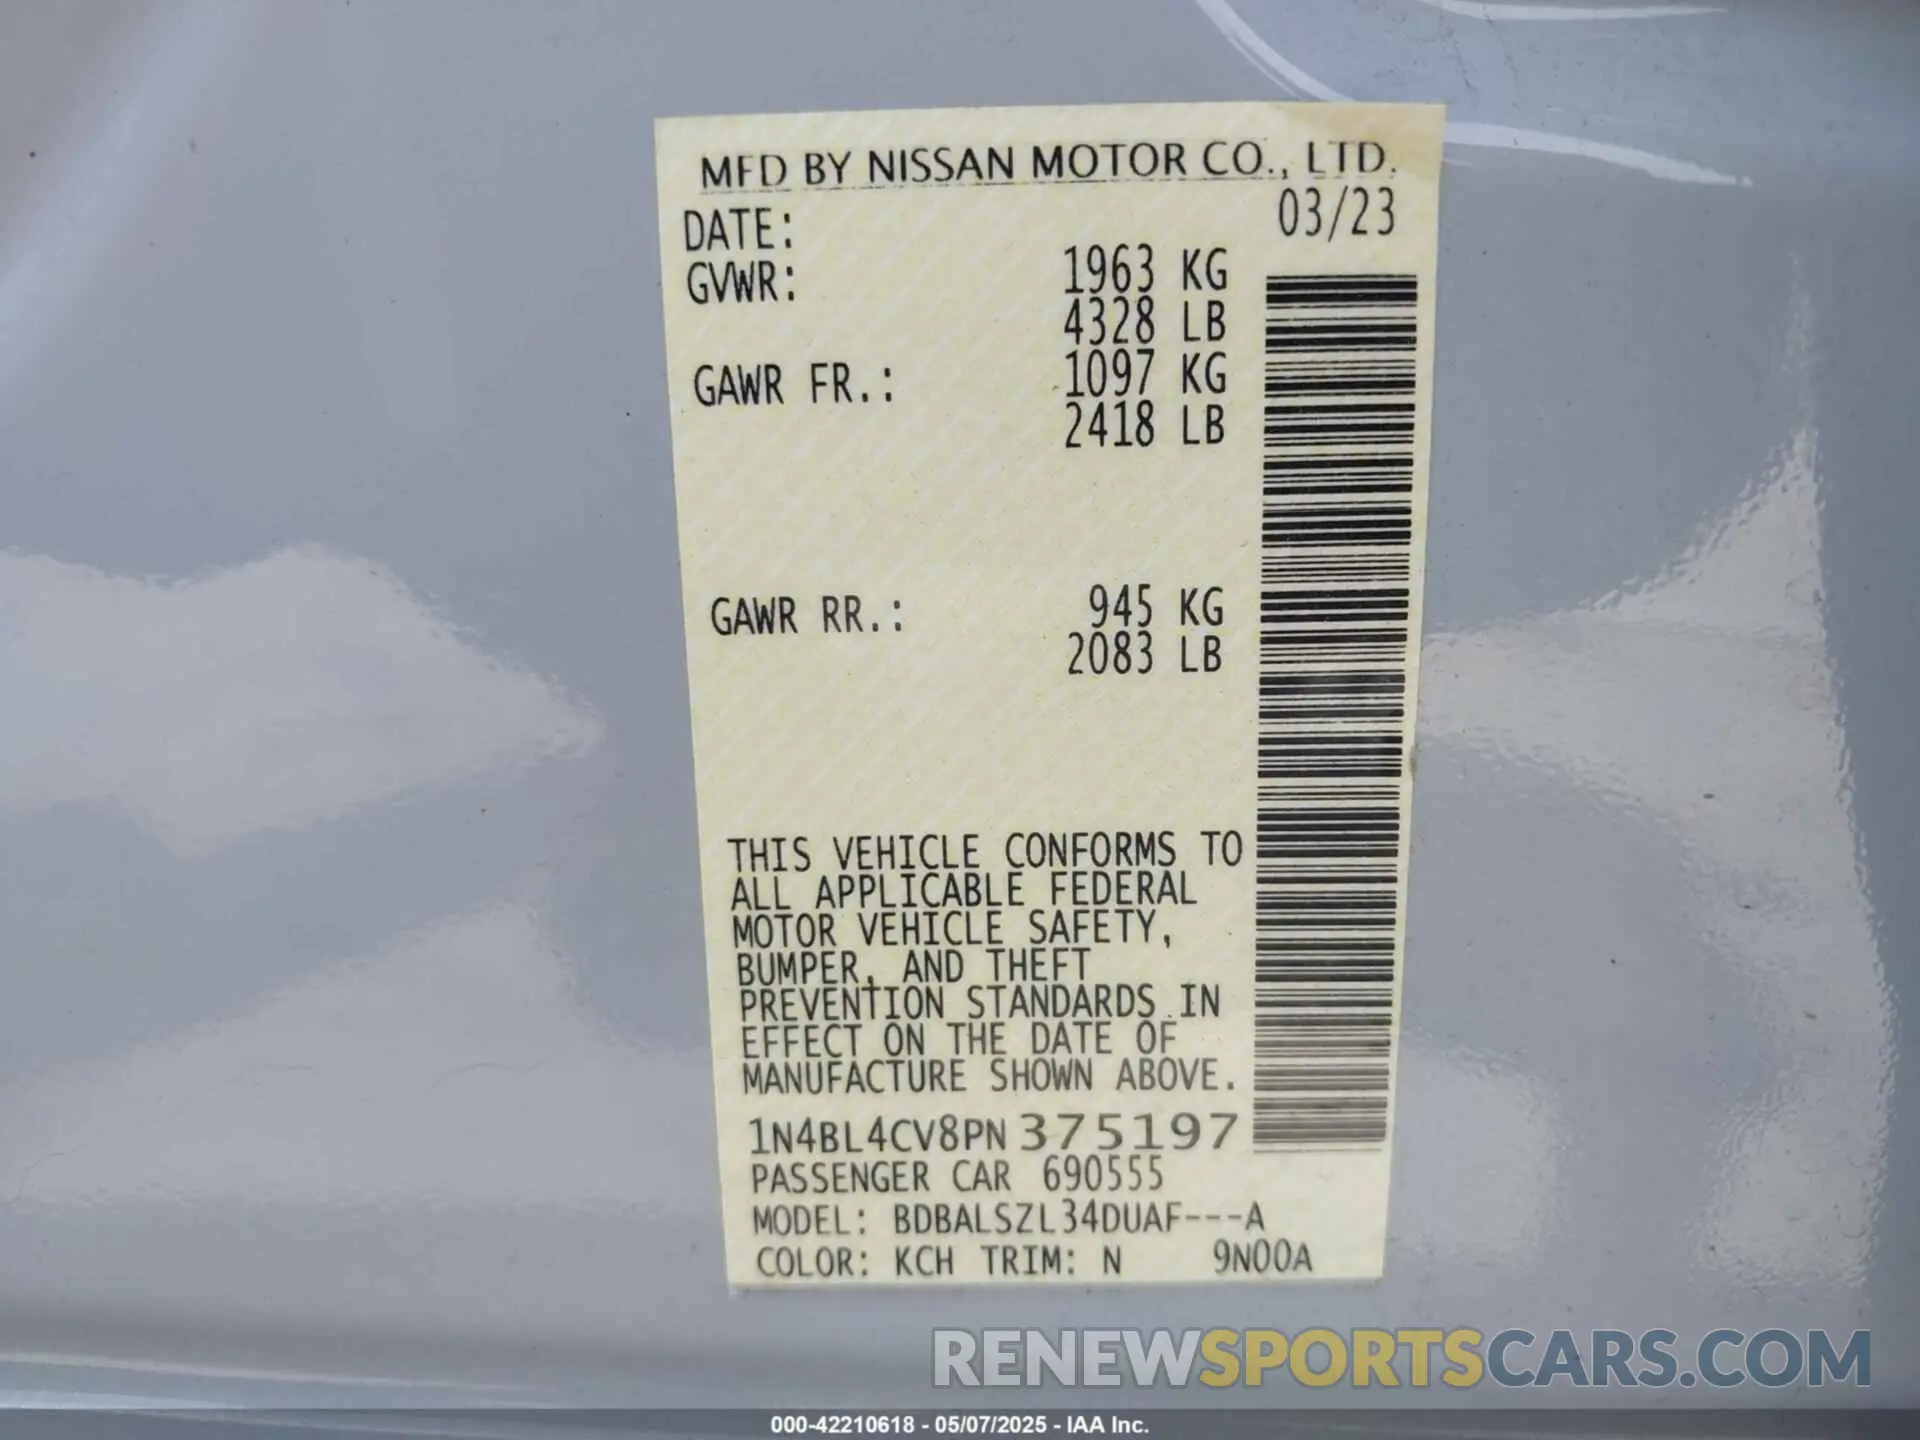 MFD BY NISSAN MOTOR CO., LTD.
DATE: 03/23
GVWR: 1963 KG
4328 LB
GAWR FR.: 1097 KG
2418 LB
GAWR RR.: 945 KG
2083 LB
THIS VEHICLE CONFORMS TO
ALL APPLICABLE FEDERAL
MOTOR VEHICLE SAFETY,
BUMPER, AND THEFT
PREVENTION STANDARDS IN
EFFECT ON THE DATE OF
MANUFACTURE SHOWN ABOVE.
1N4BL4CV8PN375197
PASSENGER CAR 690555
MODEL: BDBALSZL34DUAF---A
COLOR: KCH TRIM: N 9N00A
RENEWSPORTSCARS.COM
000-42210618 - 05/07/2025 - IAA Inc.